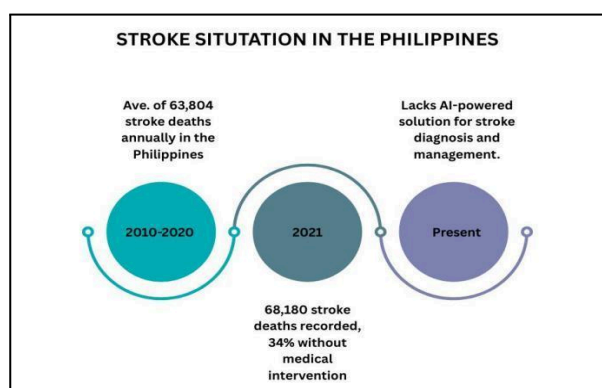 STROKE SITUTATION IN THE PHILIPPINES
Ave. of 63,804
stroke deaths
annually in the
Philippines
2010-2020
2021
68,180 stroke
deaths recorded,
34% without
medical
intervention
Lacks AI-powered
solution for stroke
diagnosis and
management.
Present